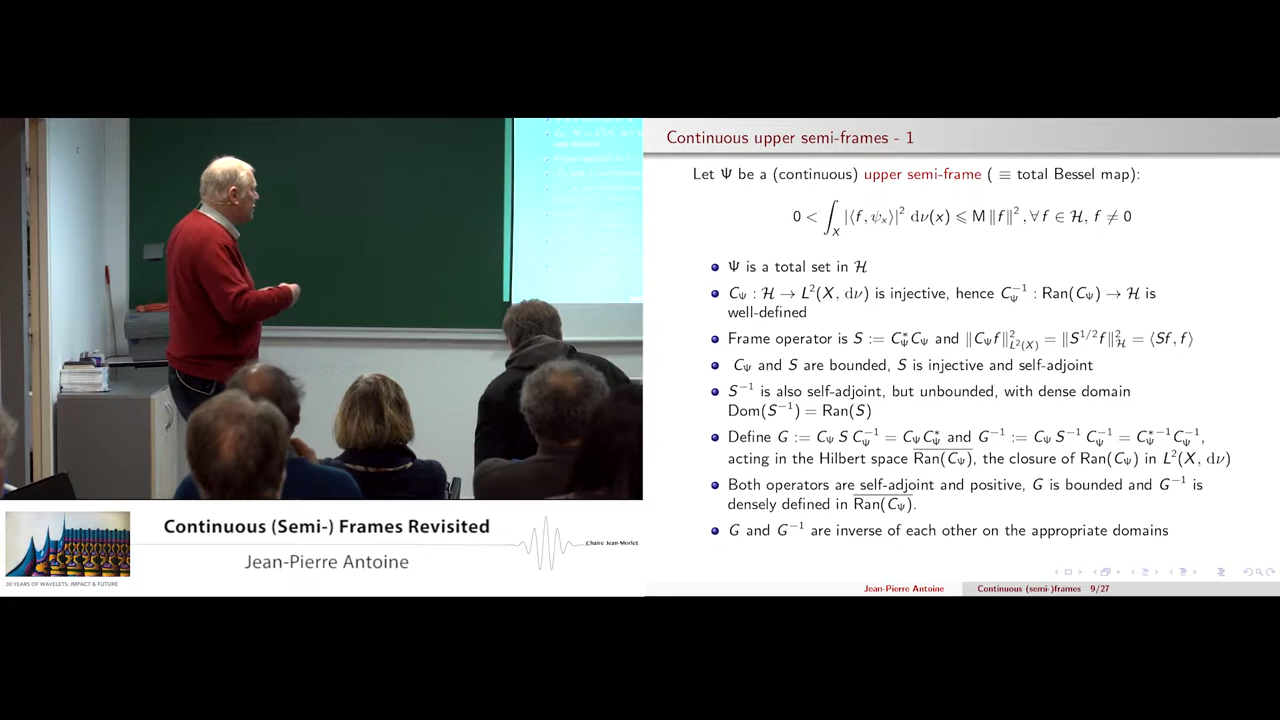 Continuous upper semi-frames - 1
Let Ψ be a (continuous) upper semi-frame ( ≡ total Bessel map):
0 < ∫_X |⟨f, ψ_x⟩|² dν(x) ⩽ M ‖f‖² , ∀ f ∈ ℋ, f ≠ 0
Ψ is a total set in ℋ
C_Ψ : ℋ → L²(X, dν) is injective, hence C_Ψ^{-1} : Ran(C_Ψ) → ℋ is
well-defined
Frame operator is S := C_Ψ^* C_Ψ and ‖C_Ψ f‖²_{L²(X)} = ‖S^{1/2} f‖²_ℋ = ⟨Sf, f⟩
C_Ψ and S are bounded, S is injective and self-adjoint
S^{-1} is also self-adjoint, but unbounded, with dense domain
Dom(S^{-1}) = Ran(S)
Define G := C_Ψ S C_Ψ^{-1} = C_Ψ C_Ψ^* and G^{-1} := C_Ψ S^{-1} C_Ψ^{-1} = C_Ψ^{*-1} C_Ψ^{-1},
acting in the Hilbert space \overline{Ran(C_Ψ)}, the closure of Ran(C_Ψ) in L²(X, dν)
Both operators are self-adjoint and positive, G is bounded and G^{-1} is
densely defined in \overline{Ran(C_Ψ)}.
G and G^{-1} are inverse of each other on the appropriate domains
Jean-Pierre Antoine Continuous (semi-)frames 9/27
Continuous (Semi-) Frames Revisited
Jean-Pierre Antoine
Chaire Jean-Morlet
30 YEARS OF WAVELETS: IMPACT & FUTURE